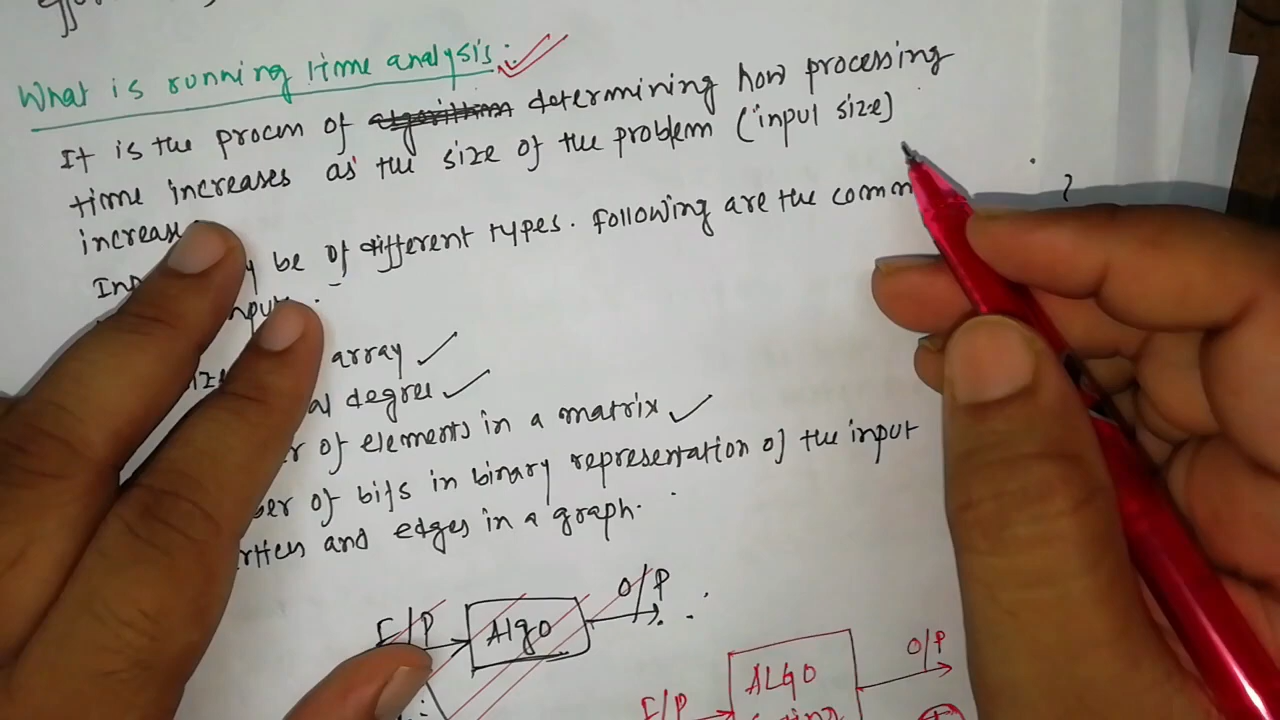 What is running time analysis:
It is the procen of algorithm determining how processing
time increases as the size of the problem (input size)
increase
In be of different types. Following are the comm
array
degree
of elements in a matrix
of bits in binary representation of the input
and edges in a graph.
I/P Algo O/P
I/P ALGO O/P